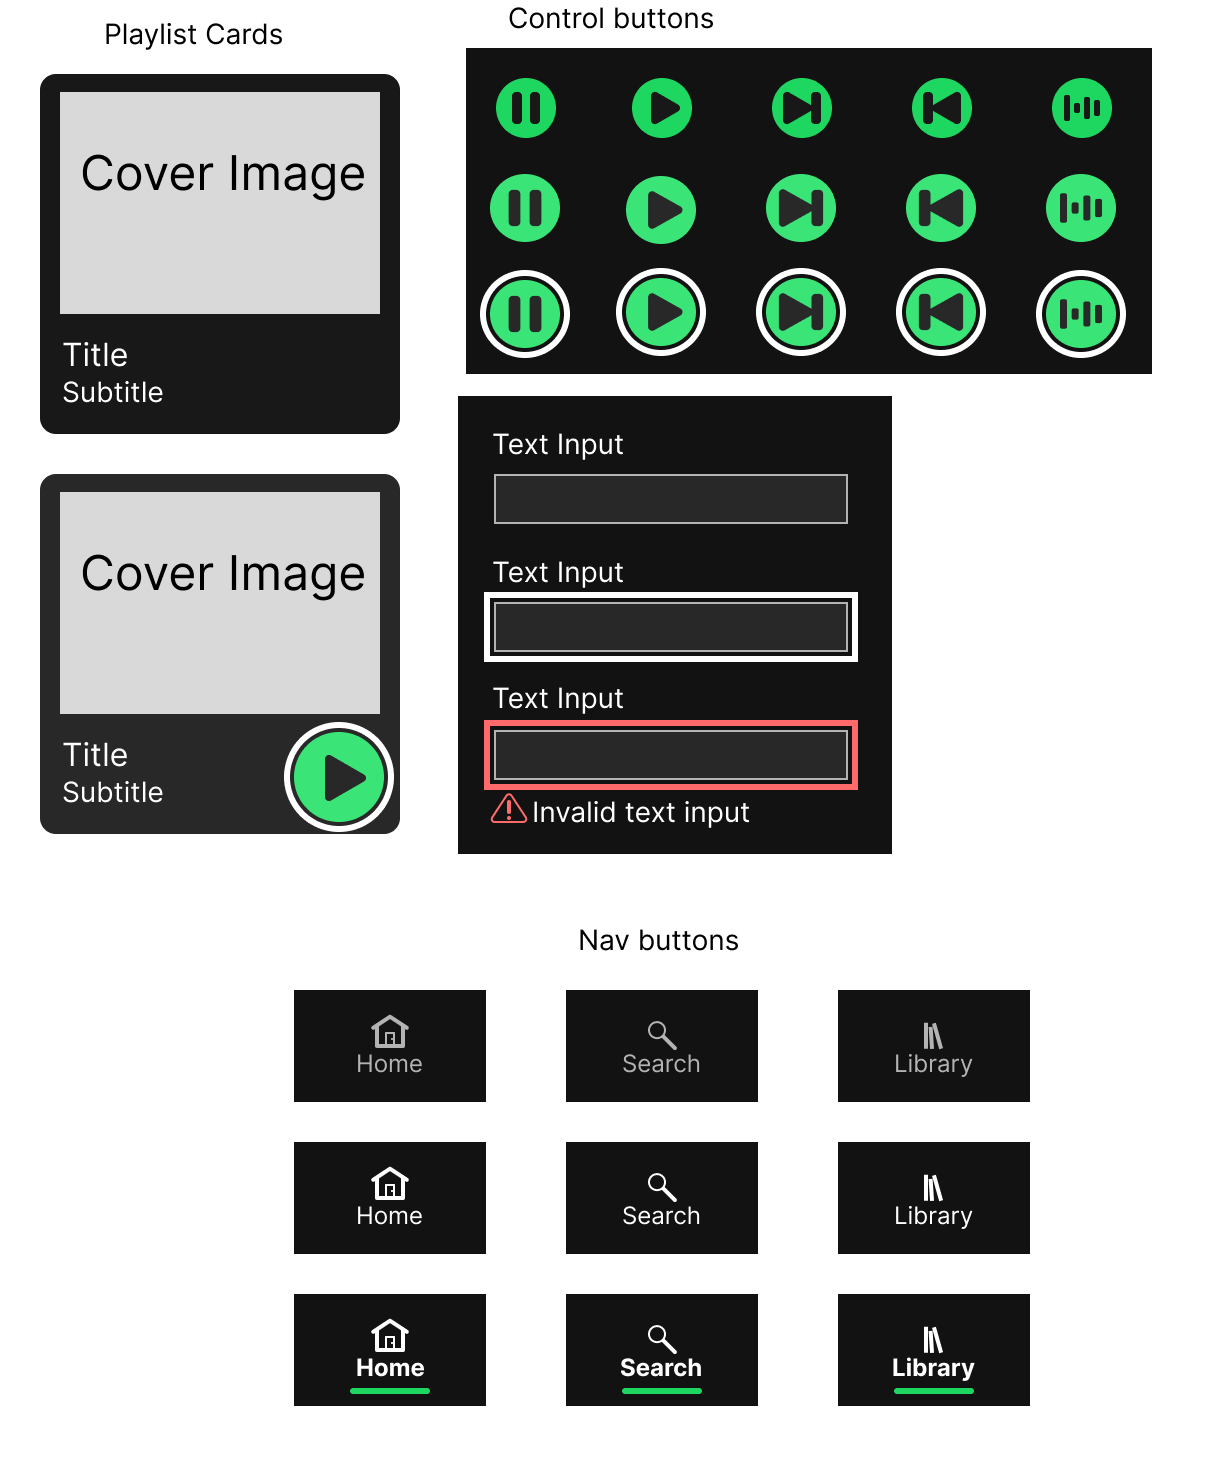 Playlist Cards
Control buttons
Cover Image
Title
Subtitle
Cover Image
Title
Subtitle
Text Input
Text Input
Text Input
Invalid text input
Nav buttons
Home
Search
Library
Home
Search
Library
Home
Search
Library